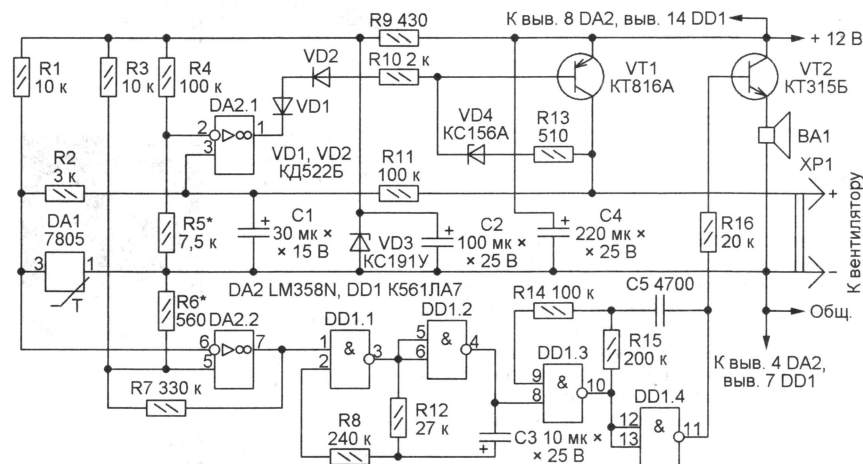 К выв. 8 DA2, выв. 14 DD1
R9 430
+ 12 В
R1
10 к
R3
10 к
R4
100 к
VD2
R10 2 к
VT1
КТ816А
VT2
КТ315Б
DA2.1
2
3
1
VD1
VD4
КС156А
R13
510
BA1
VD1, VD2
КД522Б
R2
3 к
R11
100 к
XP1
+
DA1
7805
3
1
T
R5*
7,5 к
+
C1
30 мк ×
× 15 В
VD3
КС191У
+
C2
100 мк ×
× 25 В
+
C4
220 мк ×
× 25 В
R16
20 к
−
К вентилятору
DA2 LM358N, DD1 К561ЛА7
R6*
560
C5 4700
Общ.
DA2.2
6
5
7
DD1.1
1
2
&
3
DD1.2
5
6
&
4
R14 100 к
R15
200 к
К выв. 4 DA2,
выв. 7 DD1
DD1.3
9
8
&
10
R7 330 к
R8
240 к
R12
27 к
+
C3 10 мк ×
× 25 В
DD1.4
12
13
&
11